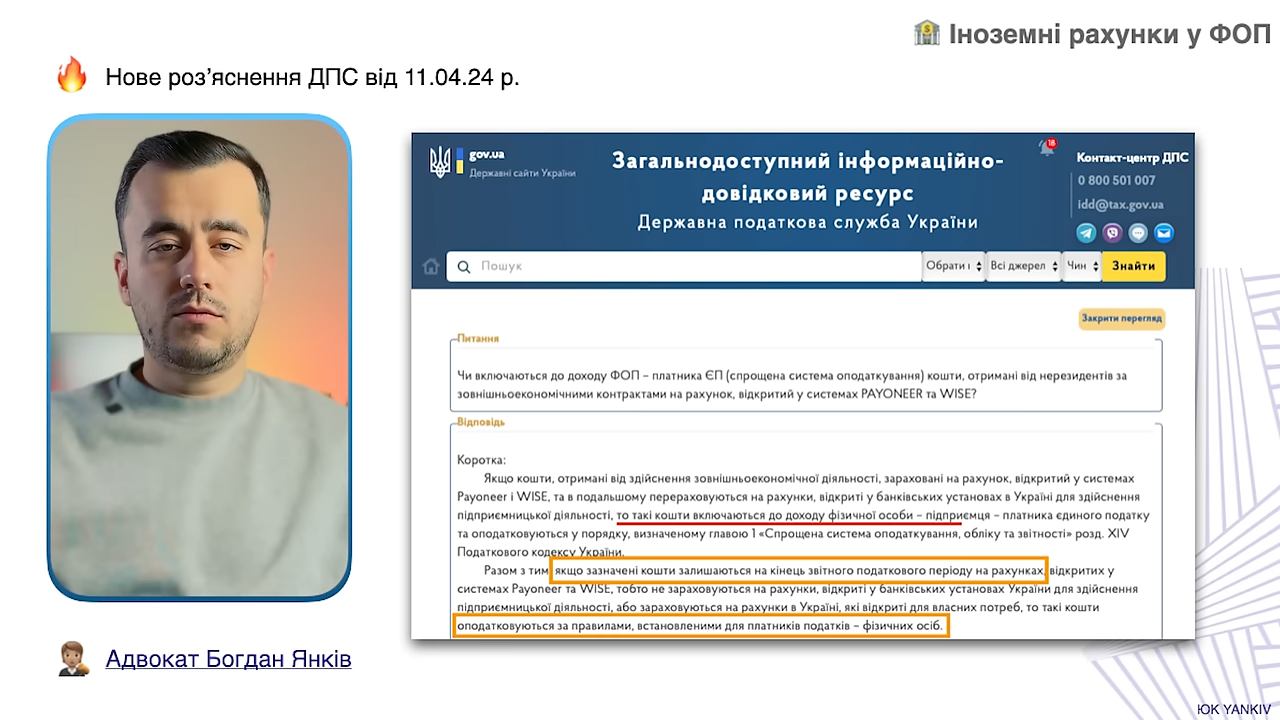 Іноземні рахунки у ФОП
Нове роз’яснення ДПС від 11.04.24 р.
gov.ua
Державні сайти України
Загальнодоступний інформаційно-
довідковий ресурс
Державна податкова служба України
18
Контакт-центр ДПС
0 800 501 007
idd@tax.gov.ua
Пошук
Обрати і
Всі джерел
Чин
Знайти
Закрити перегляд
Питання
Чи включаються до доходу ФОП – платника ЄП (спрощена система оподаткування) кошти, отримані від нерезидентів за
зовнішньоекономічними контрактами на рахунок, відкритий у системах PAYONEER та WISE?
Відповідь
Коротка:
Якщо кошти, отримані від здійснення зовнішньоекономічної діяльності, зараховані на рахунок, відкритий у системах
Payoneer і WISE, та в подальшому перераховуються на рахунки, відкриті у банківських установах в Україні для здійснення
підприємницької діяльності, то такі кошти включаються до доходу фізичної особи – підприємця – платника єдиного податку
та оподатковуються у порядку, визначеному главою 1 «Спрощена система оподаткування, обліку та звітності» розд. XIV
Податкового кодексу України.
Разом з тим, якщо зазначені кошти залишаються на кінець звітного податкового періоду на рахунках, відкритих у
системах Payoneer та WISE, тобто не зараховуються на рахунки, відкриті у банківських установах України для здійснення
підприємницької діяльності, або зараховуються на рахунки в Україні, які відкриті для власних потреб, то такі кошти
оподатковуються за правилами, встановленими для платників податків – фізичних осіб.
Адвокат Богдан Янків
ЮК YANKIV